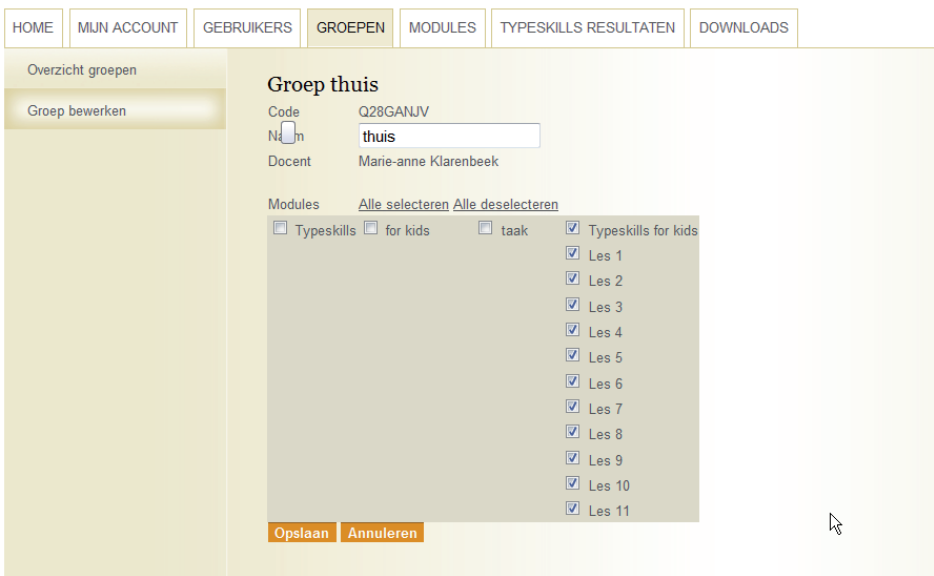 HOME MIJN ACCOUNT GEBRUIKERS GROEPEN MODULES TYPESKILLS RESULTATEN DOWNLOADS
Overzicht groepen
Groep bewerken
Groep thuis
Code Q28GANJV
thuis
Docent Marie-anne Klarenbeek
Modules Alle selecteren Alle deselecteren
Typeskills for kids taak Typeskills for kids
Les 1
Les 2
Les 3
Les 4
Les 5
Les 6
Les 7
Les 8
Les 9
Les 10
Les 11
Opslaan Annuleren